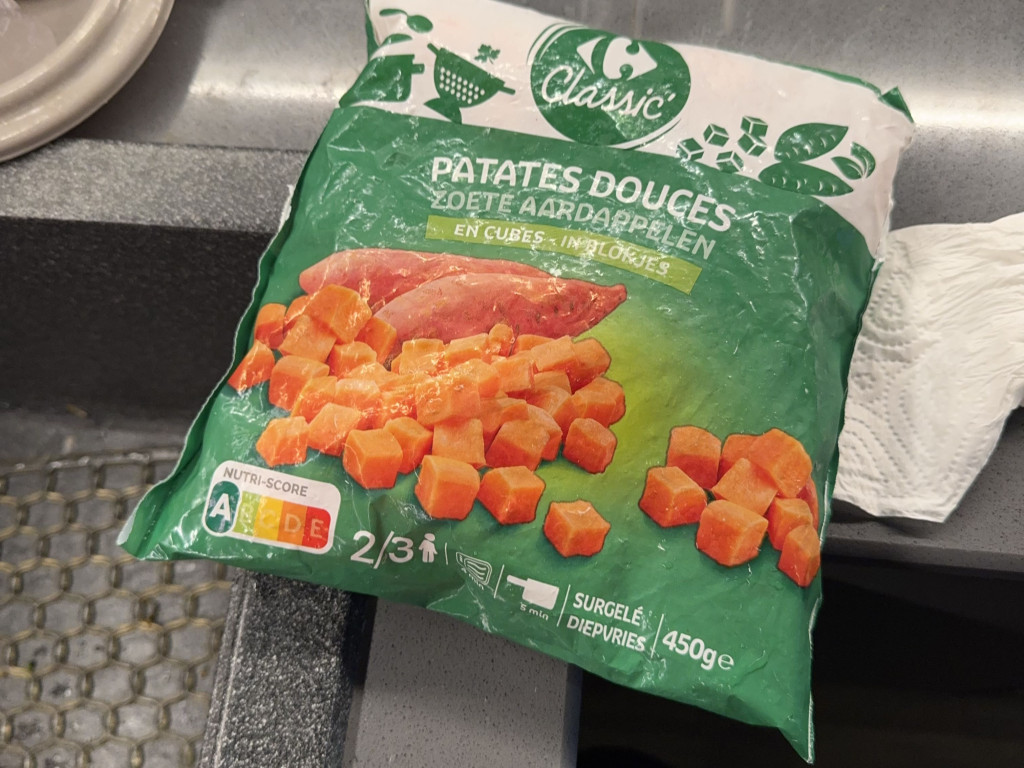 Classic'
PATATES DOUCES
ZOETE AARDAPPELEN
EN CUBES - IN BLOKJES
NUTRI-SCORE
A B C D E
2/3
5 min
SURGELÉ
DIEPVRIES
450g e